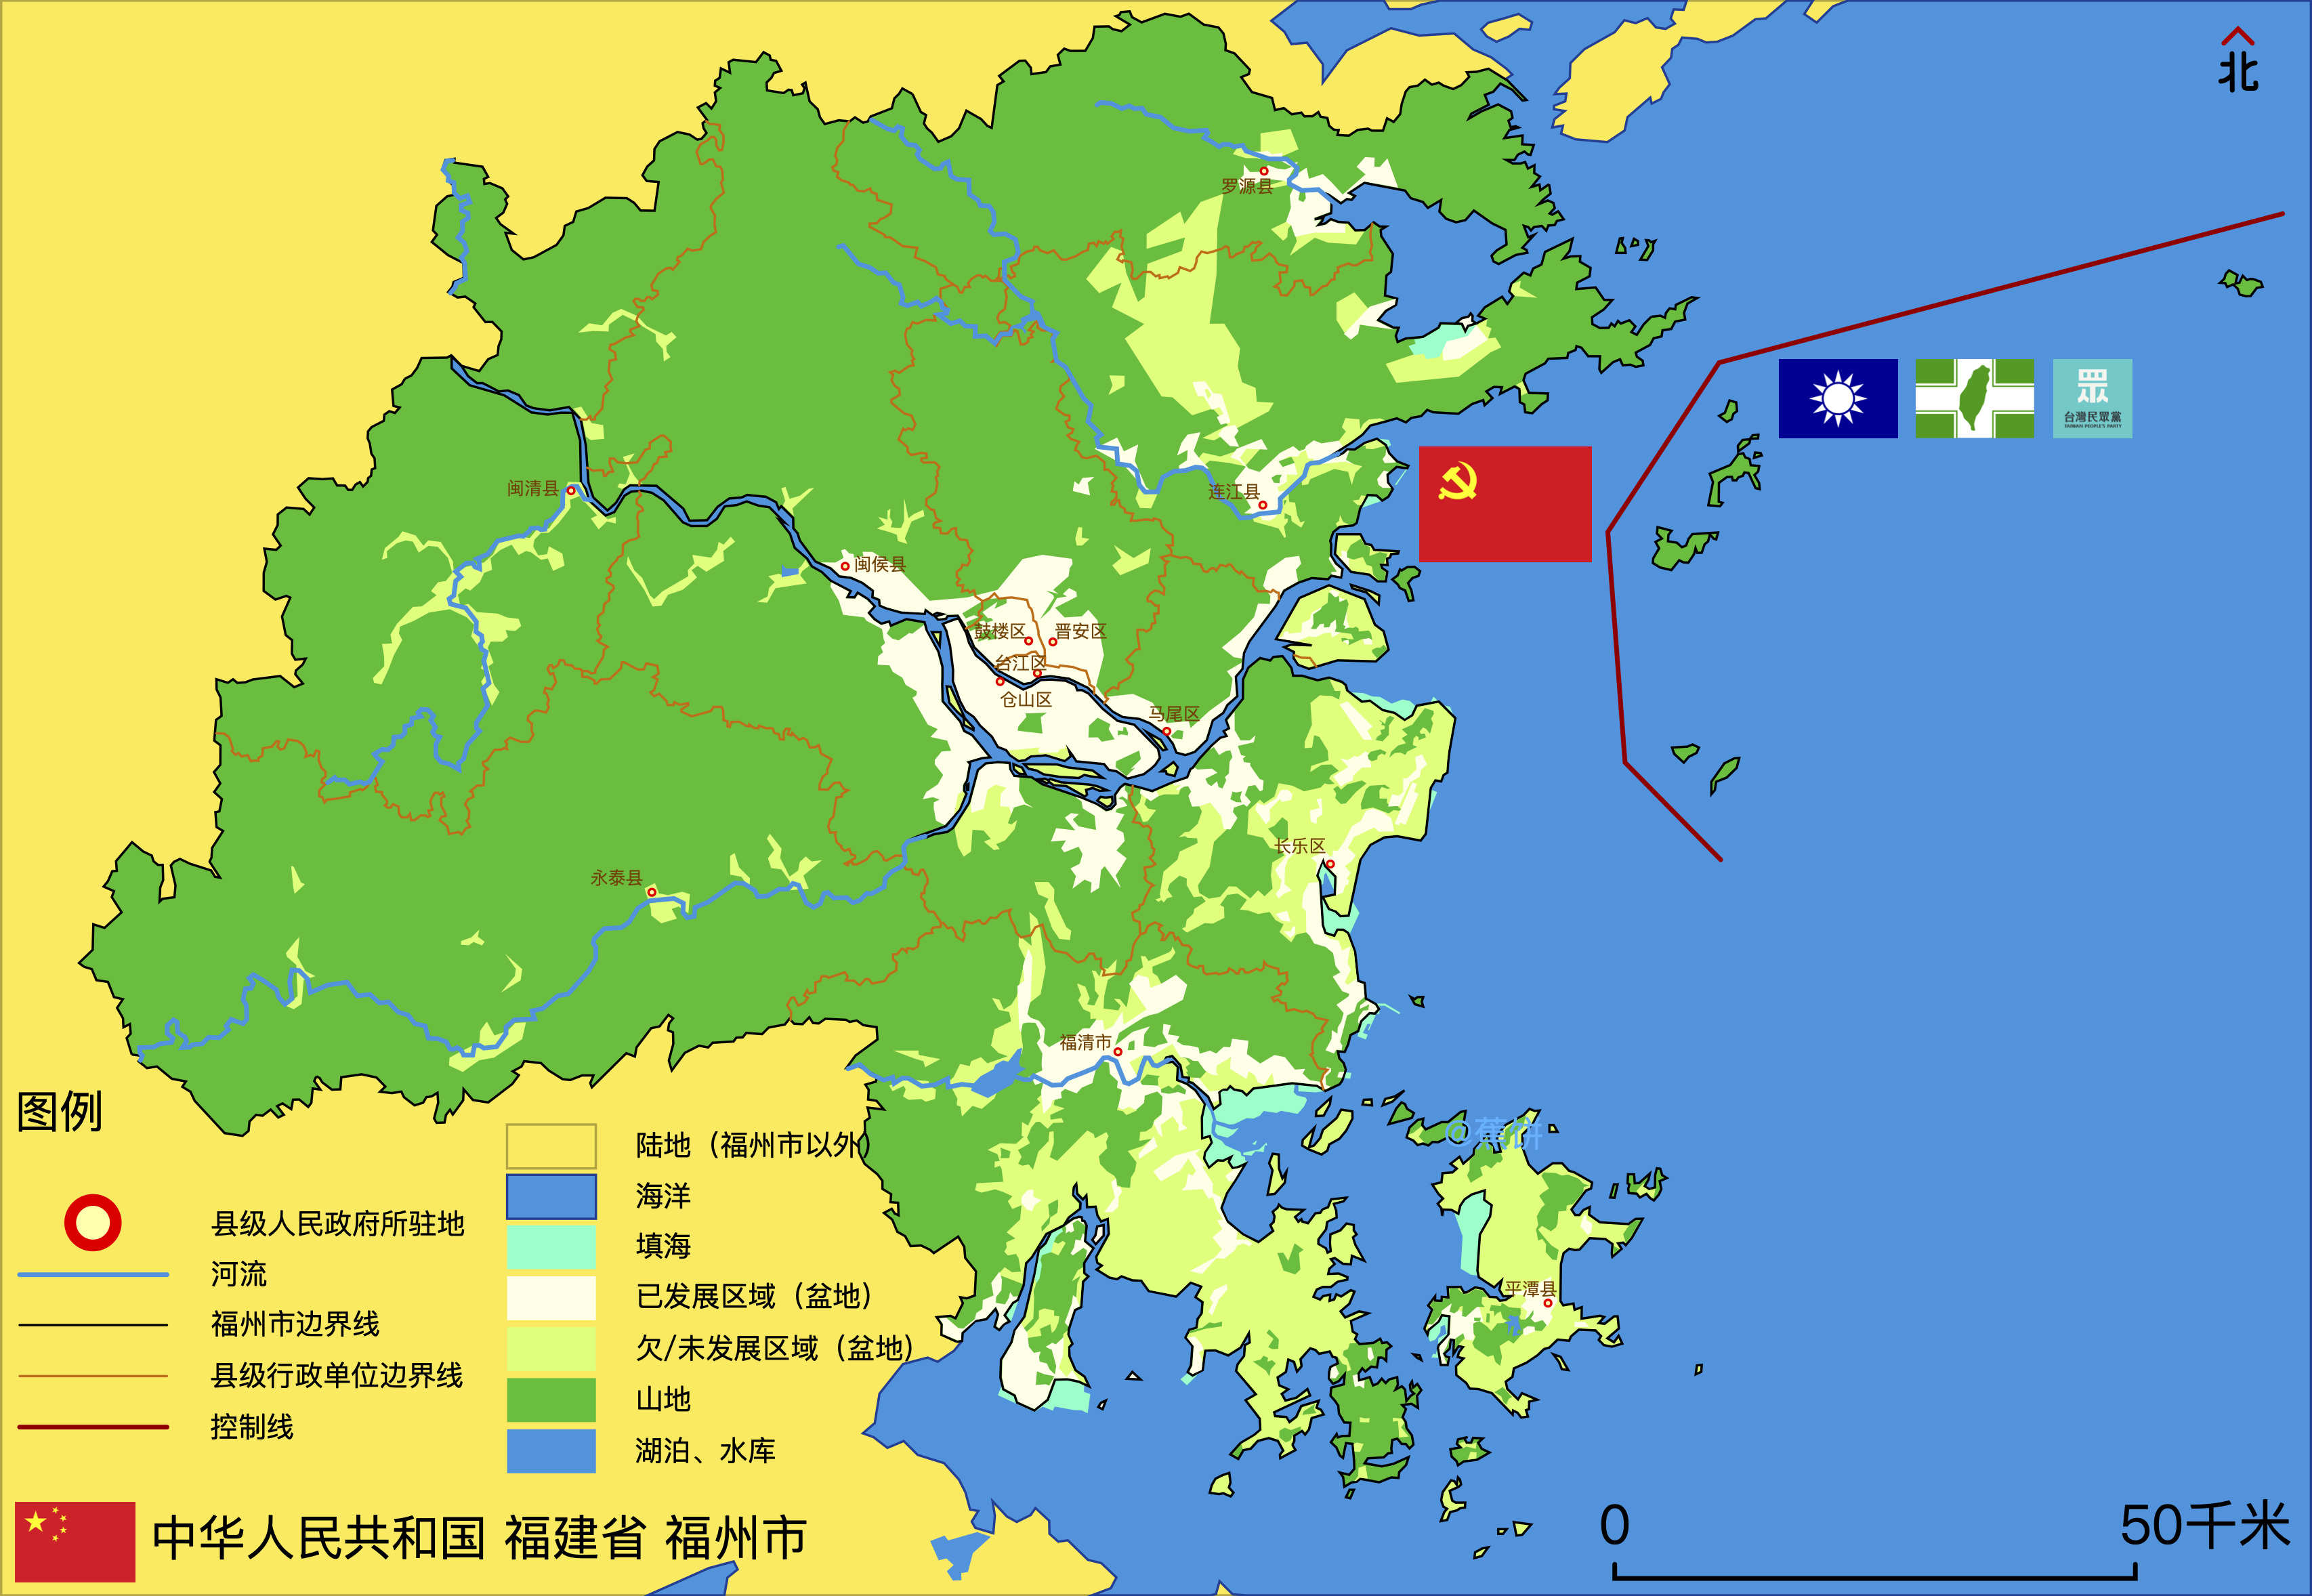 北
罗源县
台灣民眾黨
TAIWAN PEOPLE'S PARTY
闽清县
连江县
闽侯县
鼓楼区
晋安区
台江区
仓山区
马尾区
长乐区
永泰县
福清市
@蕉饼
平潭县
图例
县级人民政府所驻地
河流
福州市边界线
县级行政单位边界线
控制线
陆地（福州市以外）
海洋
填海
已发展区域（盆地）
欠/未发展区域（盆地）
山地
湖泊、水库
中华人民共和国 福建省 福州市
0
50千米